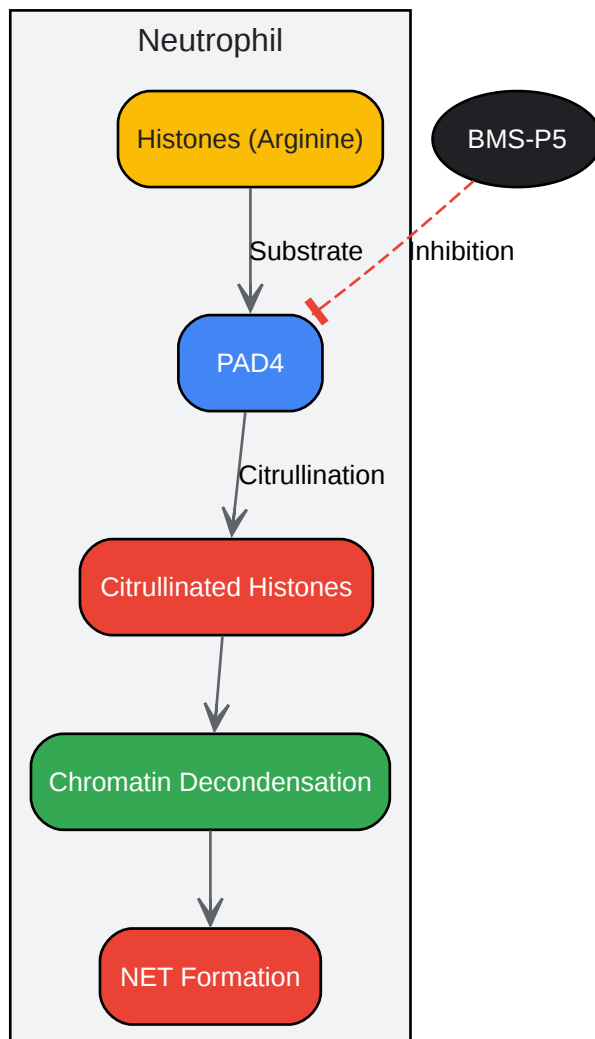 Neutrophil
Histones (Arginine)
BMS-P5
Substrate
Inhibition
PAD4
Citrullination
Citrullinated Histones
Chromatin Decondensation
NET Formation